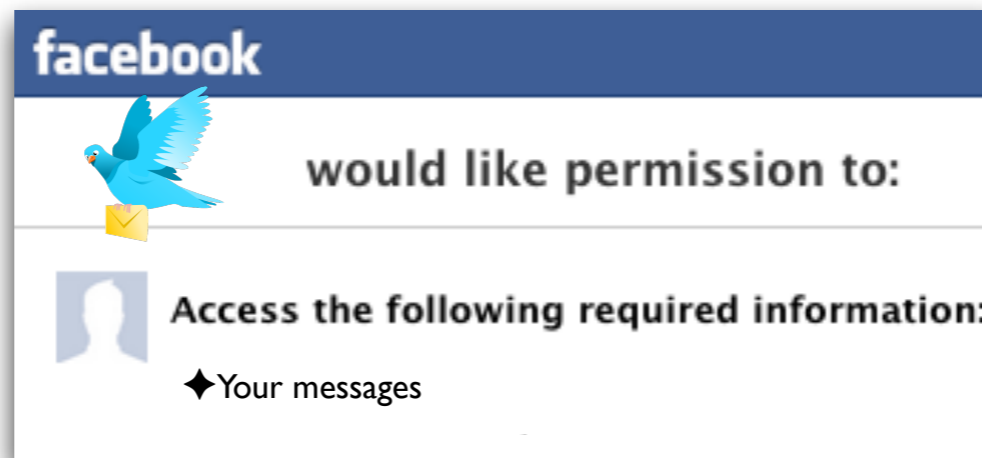 facebook
would like permission to:
Access the following required information:
✦Your messages